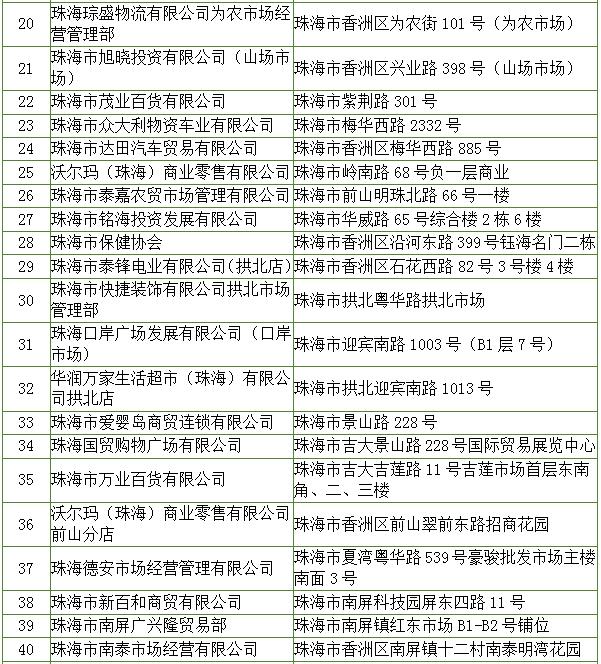 20 珠海琮盛物流有限公司为农市场经 珠海市香洲区为农街 101 号（为农市场）
营管理部
21 珠海市旭晓投资有限公司（山场市 珠海市香洲区兴业路 398 号（山场市场）
场）
22 珠海市茂业百货有限公司 珠海市紫荆路 301 号
23 珠海市众大利物资车业有限公司 珠海市梅华西路 2332 号
24 珠海市达田汽车贸易有限公司 珠海市香洲区梅华西路 885 号
25 沃尔玛（珠海）商业零售有限公司 珠海市岭南路 68 号负一层商业
26 珠海市泰嘉农贸市场管理有限公司 珠海市前山明珠北路 66 号一楼
27 珠海市铭海投资发展有限公司 珠海市华威路 65 号综合楼 2 栋 6 楼
28 珠海市保健协会 珠海市香洲区沿河东路 399 号钰海名门二栋
29 珠海市泰锋电业有限公司(拱北店) 珠海市香洲区石花西路 82 号 3 号楼 4 楼
30 珠海市快捷装饰有限公司拱北市场 珠海市拱北粤华路拱北市场
管理部
31 珠海口岸广场发展有限公司（口岸 珠海市迎宾南路 1003 号（B1 层 7 号）
市场）
32 华润万家生活超市（珠海）有限公 珠海市拱北迎宾南路 1013 号
司拱北店
33 珠海市爱婴岛商贸连锁有限公司 珠海市景山路 228 号
34 珠海国贸购物广场有限公司 珠海市吉大景山路 228 号国际贸易展览中心
35 珠海市万业百货有限公司 珠海市吉大吉莲路 11 号吉莲市场首层东南
角、二、三楼
36 沃尔玛（珠海）商业零售有限公司 珠海市香洲区前山翠前东路招商花园
前山分店
37 珠海德安市场经营管理有限公司 珠海市夏湾粤华路 539 号豪骏批发市场主楼
南面 3 号
38 珠海市新百和商贸有限公司 珠海市南屏科技园屏东四路 11 号
39 珠海市南屏广兴隆贸易部 珠海市南屏镇红东市场 B1-B2 号铺位
40 珠海市南泰市场经营有限公司 珠海市香洲区南屏镇十二村南泰明湾花园